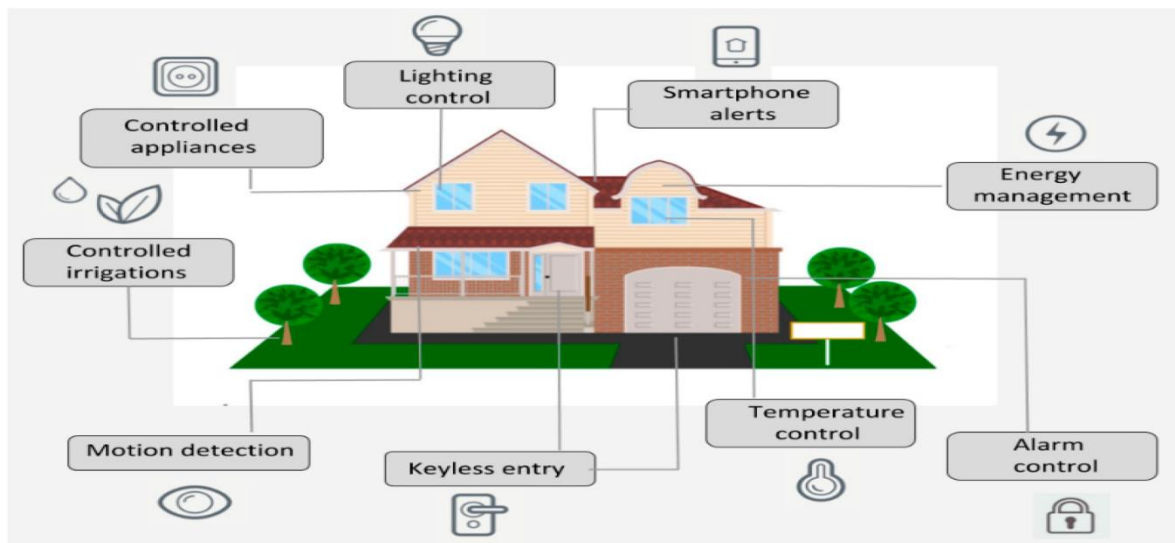 Lighting
control
Smartphone
alerts
Controlled
appliances
Energy
management
Controlled
irrigations
Temperature
control
Motion detection
Keyless entry
Alarm
control